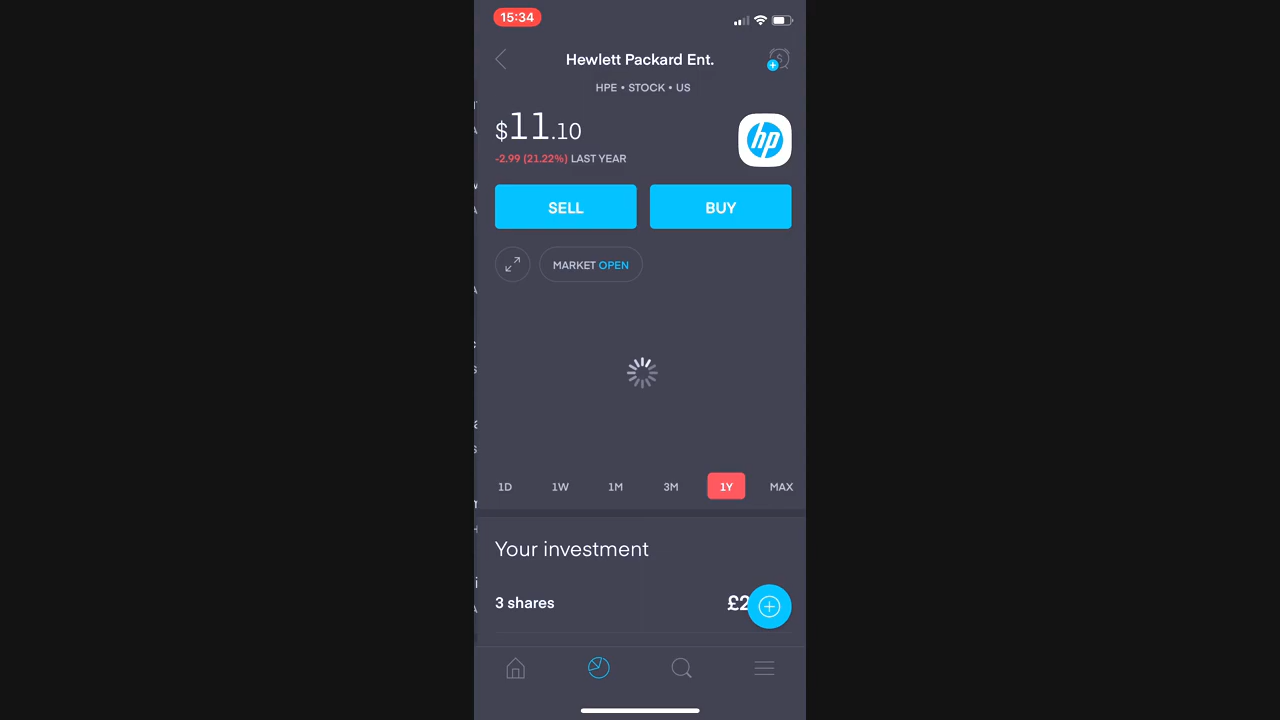 15:34
Hewlett Packard Ent.
HPE • STOCK • US
$11.10
-2.99 (21.22%) LAST YEAR
hp
SELL BUY
MARKET OPEN
1D 1W 1M 3M 1Y MAX
Your investment
3 shares £2